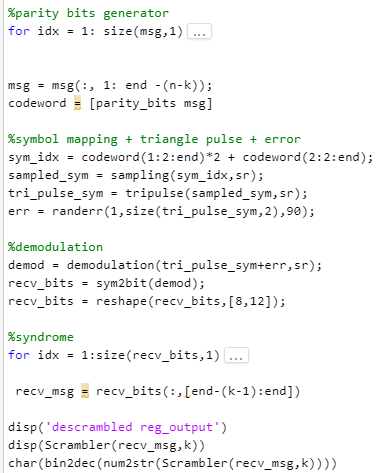 %parity bits generator
for idx = 1: size(msg,1) ...
msg = msg(:, 1: end -(n-k));
codeword = [parity_bits msg]
%symbol mapping + triangle pulse + error
sym_idx = codeword(1:2:end)*2 + codeword(2:2:end);
sampled_sym = sampling(sym_idx,sr);
tri_pulse_sym = tripulse(sampled_sym,sr);
err = randerr(1,size(tri_pulse_sym,2),90);
%demodulation
demod = demodulation(tri_pulse_sym+err,sr);
recv_bits = sym2bit(demod);
recv_bits = reshape(recv_bits,[8,12]);
%syndrome
for idx = 1:size(recv_bits,1) ...
recv_msg = recv_bits(:,[end-(k-1):end])
disp('descrambled reg_output')
disp(Scrambler(recv_msg,k))
char(bin2dec(num2str(Scrambler(recv_msg,k))))